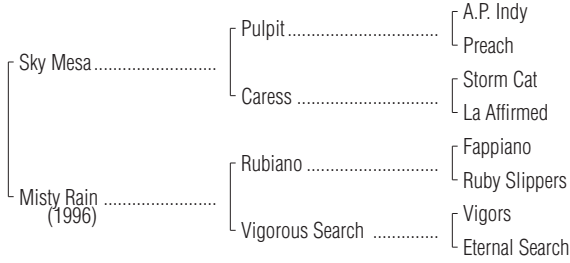 A.P. Indy
Pulpit
Preach
Sky Mesa
Storm Cat
Caress
La Affirmed
Fappiano
Rubiano
Ruby Slippers
Misty Rain
(1996)
Vigors
Vigorous Search
Eternal Search